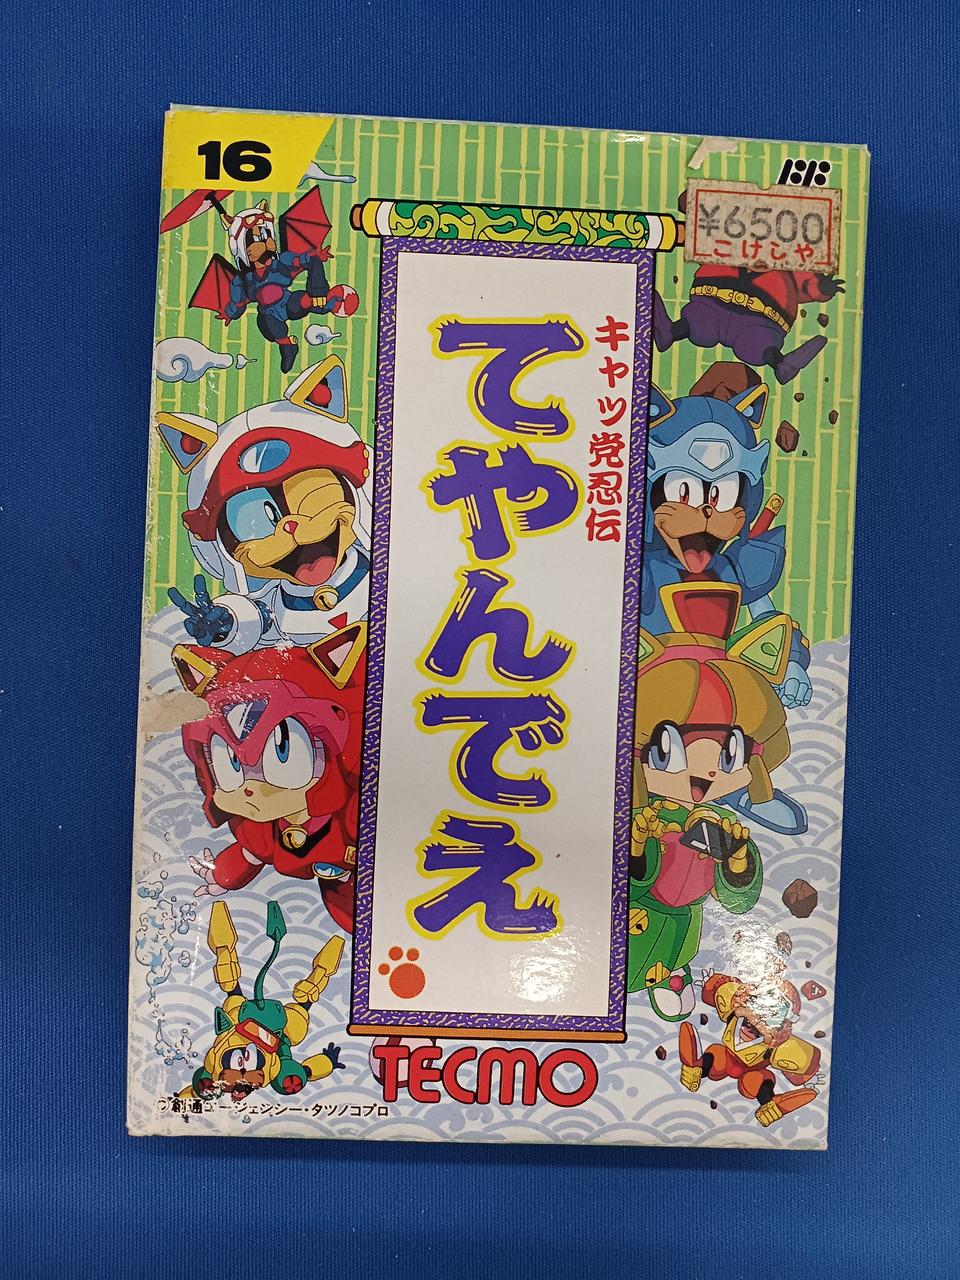 16
¥6500
こけしや
キャッ党忍伝
てやんでえ
TECMO
創通エージェンシー・タツノコプロ